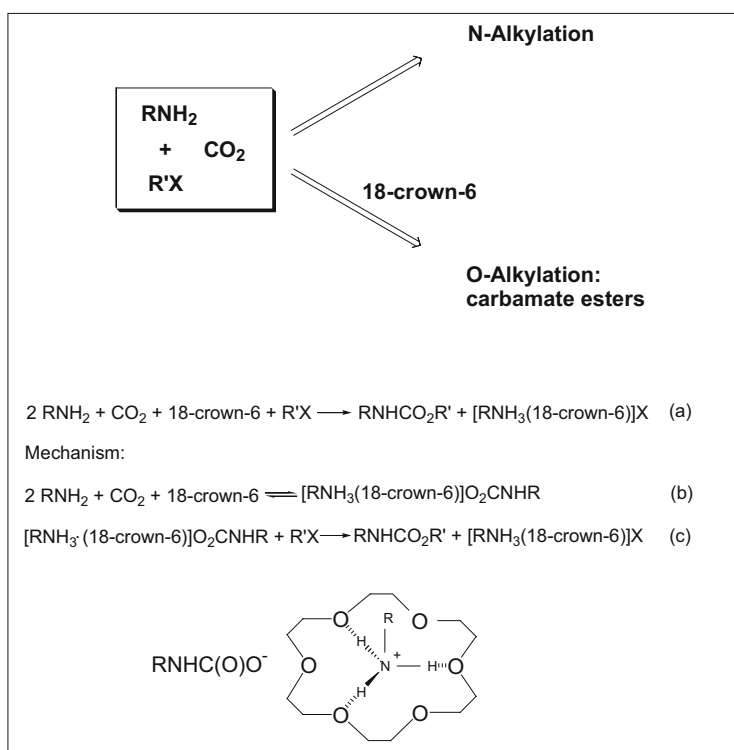 N-Alkylation
RNH₂
+ CO₂
R'X
18-crown-6
O-Alkylation:
carbamate esters
2 RNH₂ + CO₂ + 18-crown-6 + R'X → RNHCO₂R' + [RNH₃(18-crown-6)]X (a)
Mechanism:
2 RNH₂ + CO₂ + 18-crown-6 ⇌ [RNH₃(18-crown-6)]O₂CNHR (b)
[RNH₃·(18-crown-6)]O₂CNHR + R'X → RNHCO₂R' + [RNH₃(18-crown-6)]X (c)
O R O
H
RNHC(O)O⁻ O N⁺ H O
H
O O